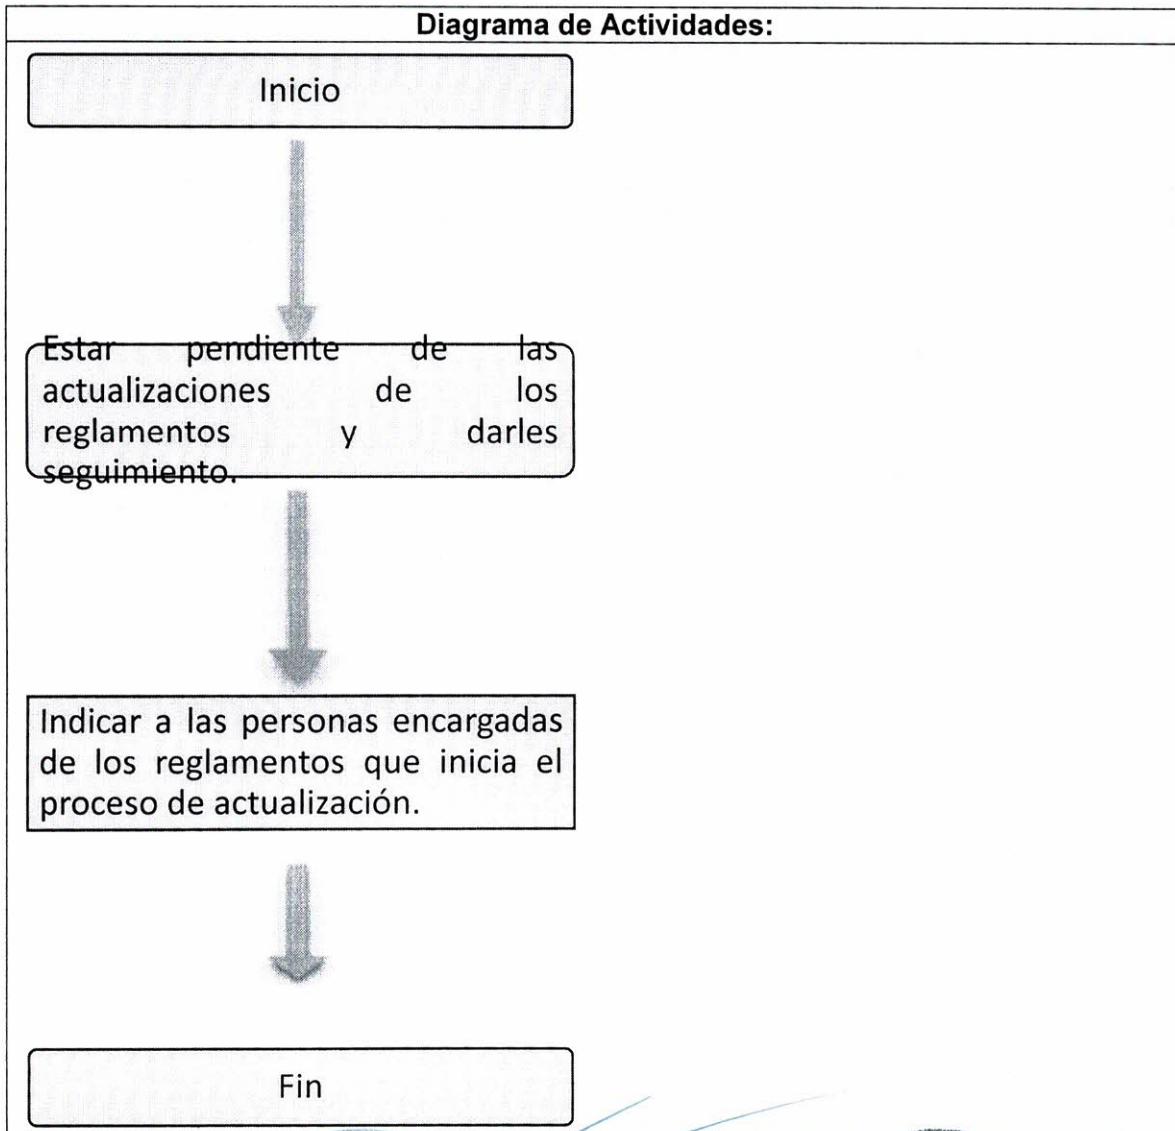 Diagrama de Actividades:
Inicio
Estar pendiente de las
actualizaciones de los
reglamentos y darles
seguimiento.
Indicar a las personas encargadas
de los reglamentos que inicia el
proceso de actualización.
Fin